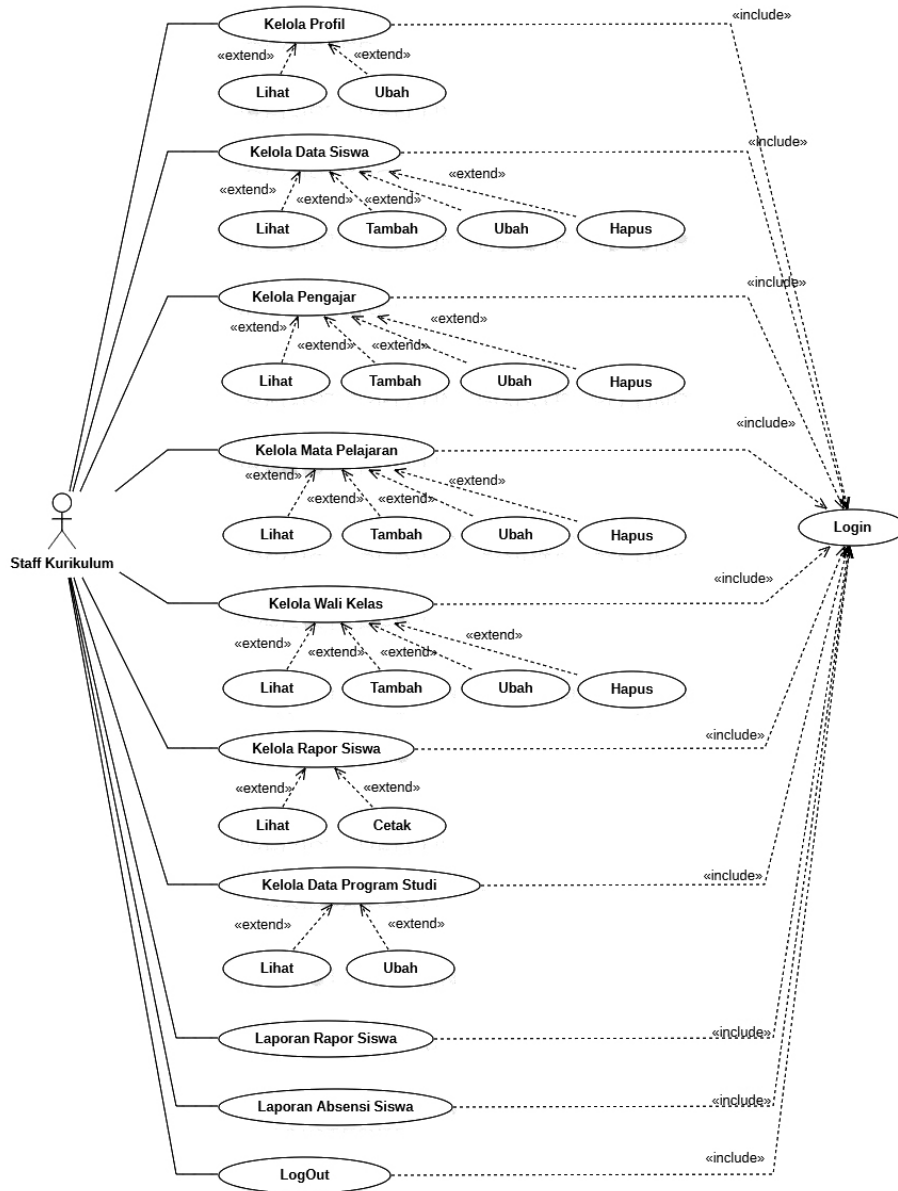 Kelola Profil
«include»
«extend»
«extend»
Lihat
Ubah
Kelola Data Siswa
«include»
«extend»
«extend»
«extend»
«extend»
Lihat
Tambah
Ubah
Hapus
Kelola Pengajar
«include»
«extend»
«extend»
«extend»
«extend»
Lihat
Tambah
Ubah
Hapus
Kelola Mata Pelajaran
«include»
«extend»
«extend»
«extend»
«extend»
Lihat
Tambah
Ubah
Hapus
Login
Staff Kurikulum
Kelola Wali Kelas
«include»
«extend»
«extend»
«extend»
«extend»
Lihat
Tambah
Ubah
Hapus
Kelola Rapor Siswa
«include»
«extend»
«extend»
Lihat
Cetak
Kelola Data Program Studi
«include»
«extend»
«extend»
Lihat
Ubah
Laporan Rapor Siswa
«include»
Laporan Absensi Siswa
«include»
LogOut
«include»